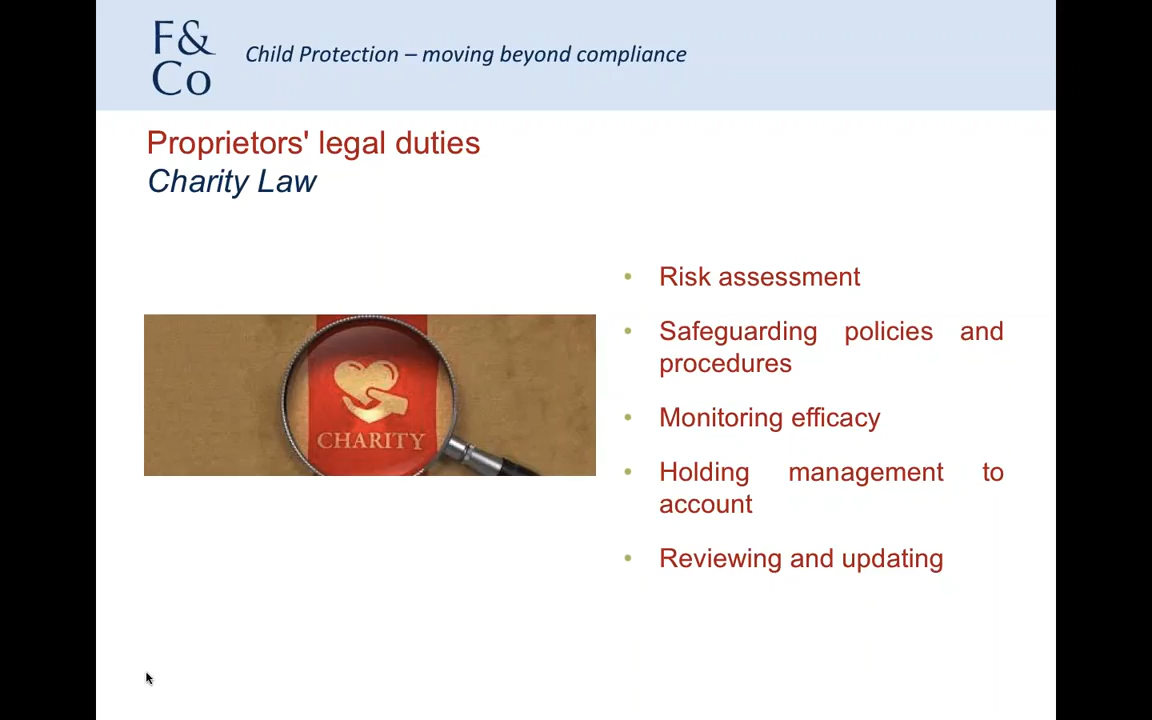 F&
Co
Child Protection – moving beyond compliance
Proprietors' legal duties
Charity Law
CHARITY
• Risk assessment
• Safeguarding policies and
procedures
• Monitoring efficacy
• Holding management to
account
• Reviewing and updating